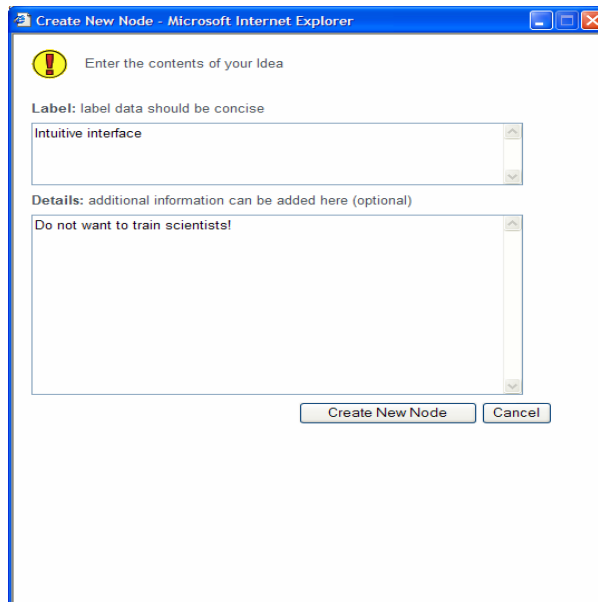 Create New Node - Microsoft Internet Explorer
Enter the contents of your Idea
Label: label data should be concise
Intuitive interface
Details: additional information can be added here (optional)
Do not want to train scientists!
Create New Node Cancel